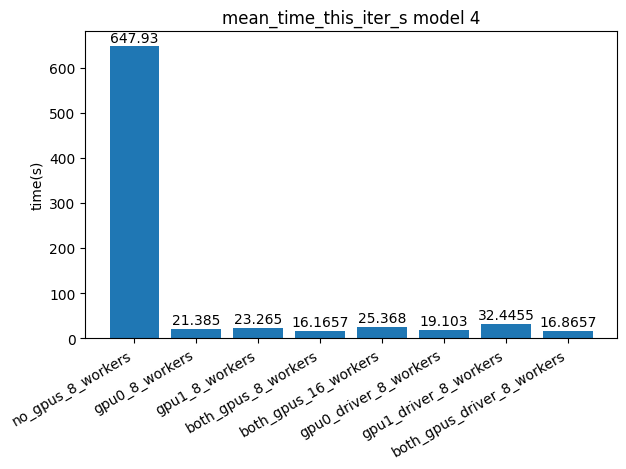 mean_time_this_iter_s model 4
time(s)
600
500
400
300
200
100
0
647.93
21.385
23.265
16.1657
25.368
19.103
32.4455
16.8657
no_gpus_8_workers
gpu0_8_workers
gpu1_8_workers
both_gpus_8_workers
both_gpus_16_workers
gpu0_driver_8_workers
gpu1_driver_8_workers
both_gpus_driver_8_workers